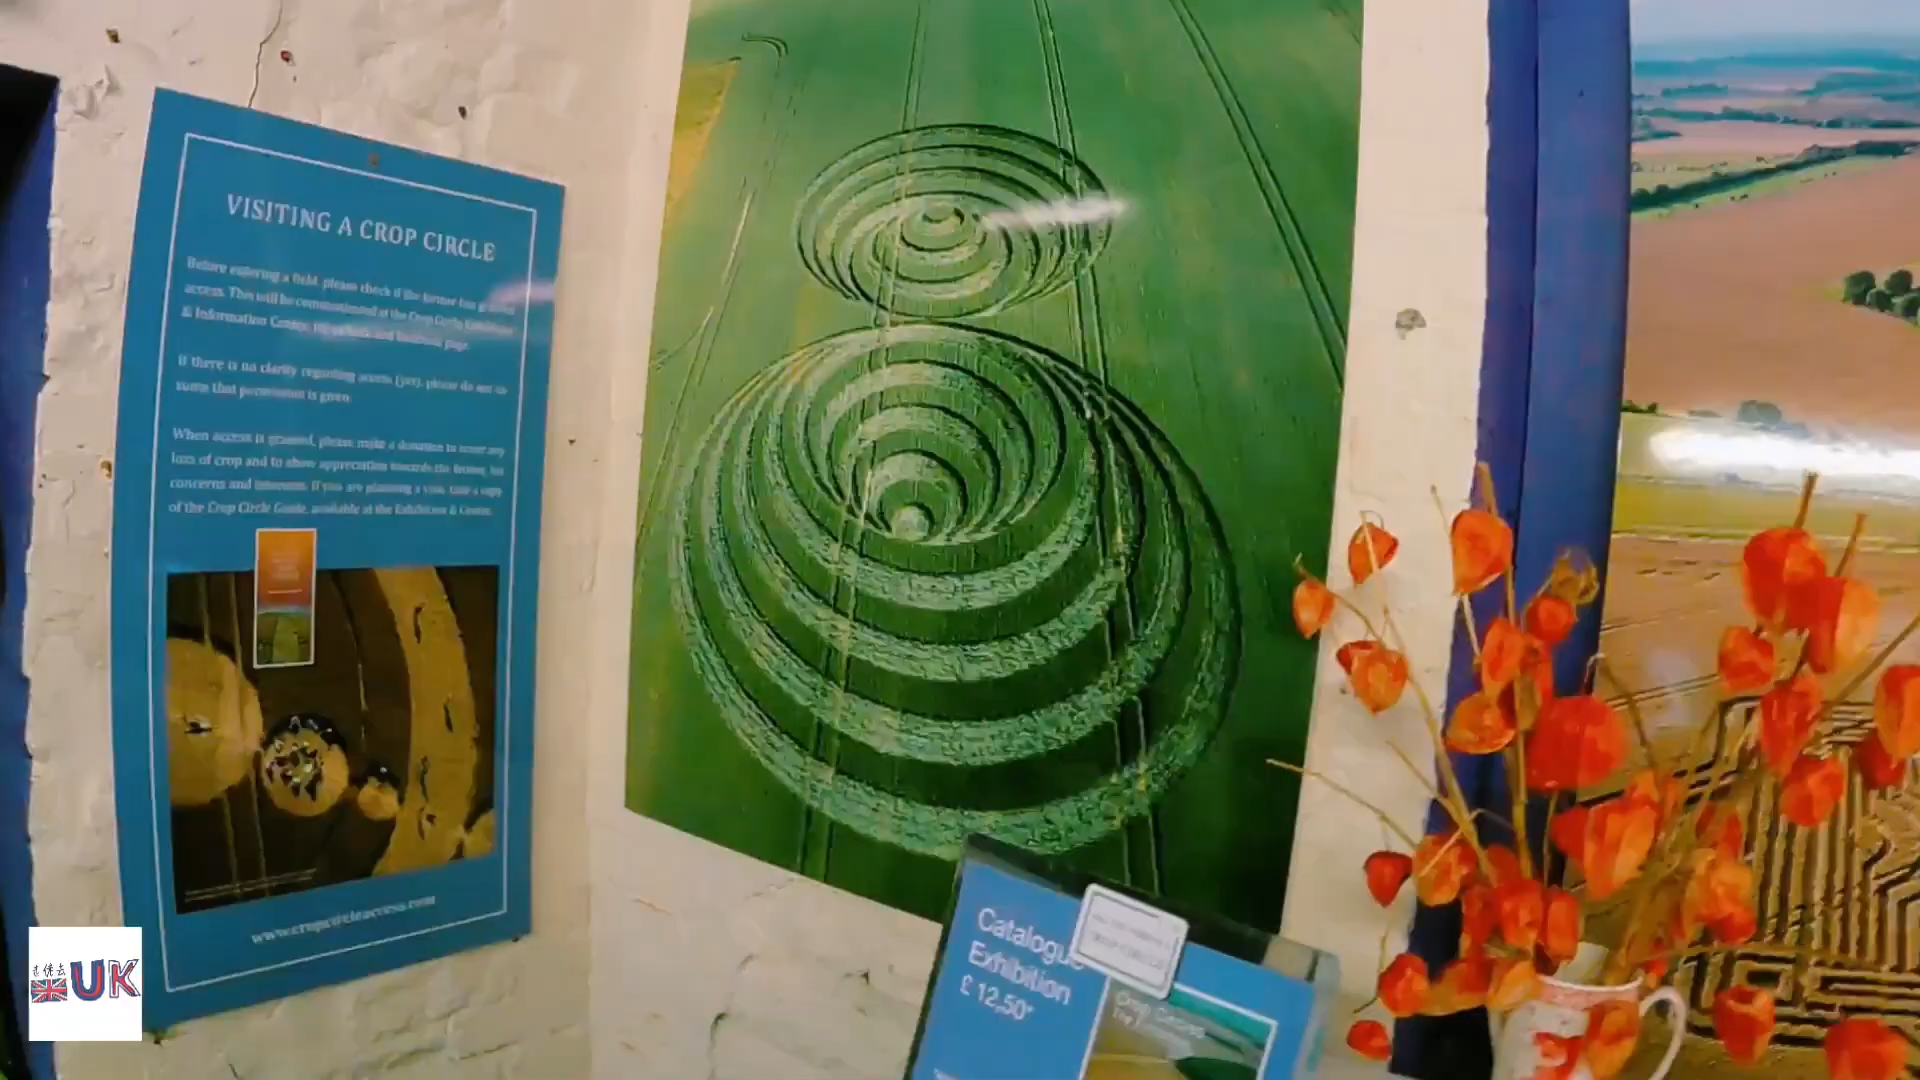 VISITING A CROP CIRCLE
Before entering a field, please check if the farmer has granted
access. This will be communicated at the Crop Circle Exhibition
& Information Centre,
If there is no clarity regarding access (yet), please do not as-
sume that permission is given.
When access is granted, please make a donation to cover any
loss of crop and to show appreciation towards the farmer, his
concerns and interests. If you are planning a visit, take a copy
of the Crop Circle Guide, available at the Exhibition & Centre.
www.cropcircleaccess.com
UK
Catalogue
Exhibition
£ 12,50*
Crop Circles